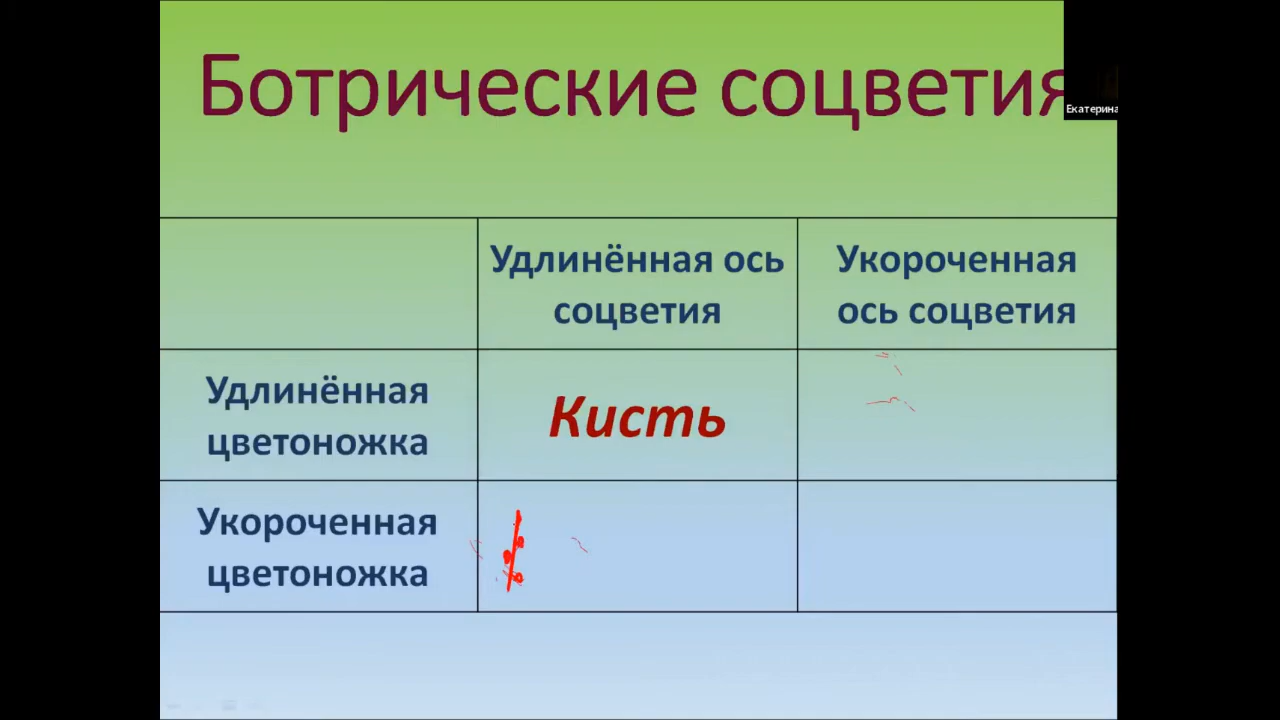 Ботрические соцветия
Екатерина
Удлинённая ось
соцветия
Укороченная
ось соцветия
Удлинённая
цветоножка
Кисть
Укороченная
цветоножка